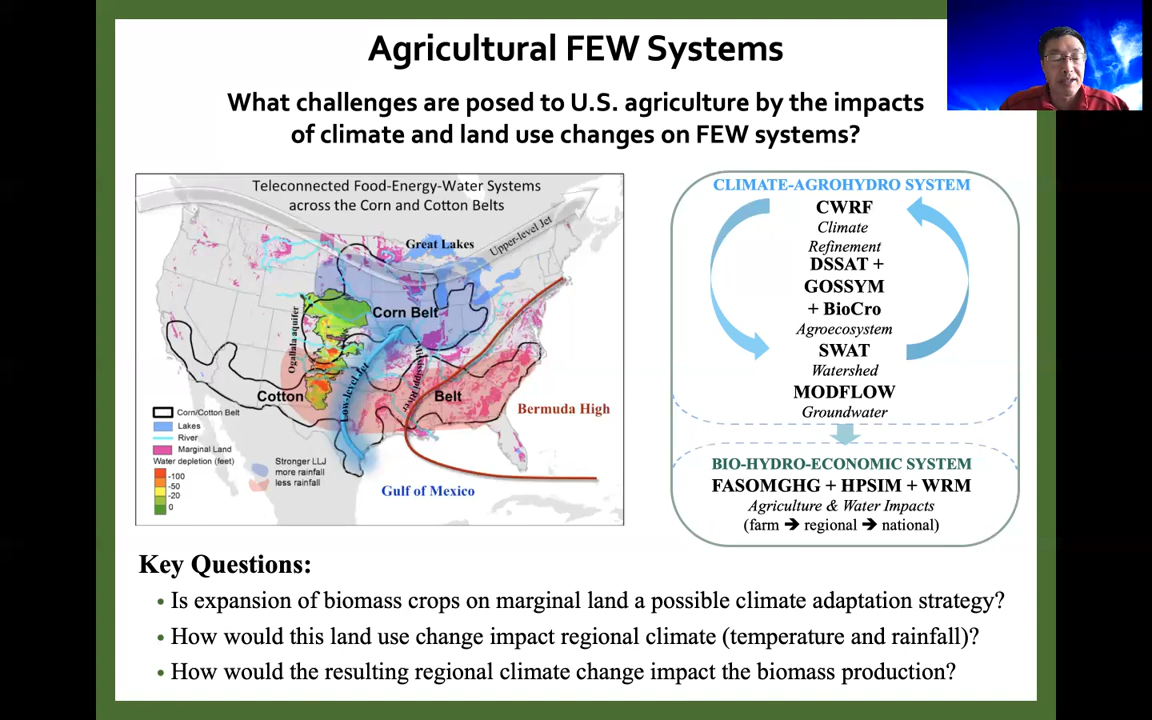 Agricultural FEW Systems
What challenges are posed to U.S. agriculture by the impacts
of climate and land use changes on FEW systems?
Teleconnected Food-Energy-Water Systems
across the Corn and Cotton Belts
Great Lakes
Upper-level Jet
Corn Belt
Ogallala aquifer
Low-level Jet
Mississippi River
Cotton
Belt
Bermuda High
Gulf of Mexico
Corn/Cotton Belt
Lakes
River
Marginal Land
Water depletion (feet)
-100
-50
-20
0
Stronger LLJ
more rainfall
less rainfall
CLIMATE-AGROHYDRO SYSTEM
CWRF
Climate
Refinement
DSSAT +
GOSSYM
+ BioCro
Agroecosystem
SWAT
Watershed
MODFLOW
Groundwater
BIO-HYDRO-ECONOMIC SYSTEM
FASOMGHG + HPSIM + WRM
Agriculture & Water Impacts
(farm ➔ regional ➔ national)
Key Questions:
• Is expansion of biomass crops on marginal land a possible climate adaptation strategy?
• How would this land use change impact regional climate (temperature and rainfall)?
• How would the resulting regional climate change impact the biomass production?